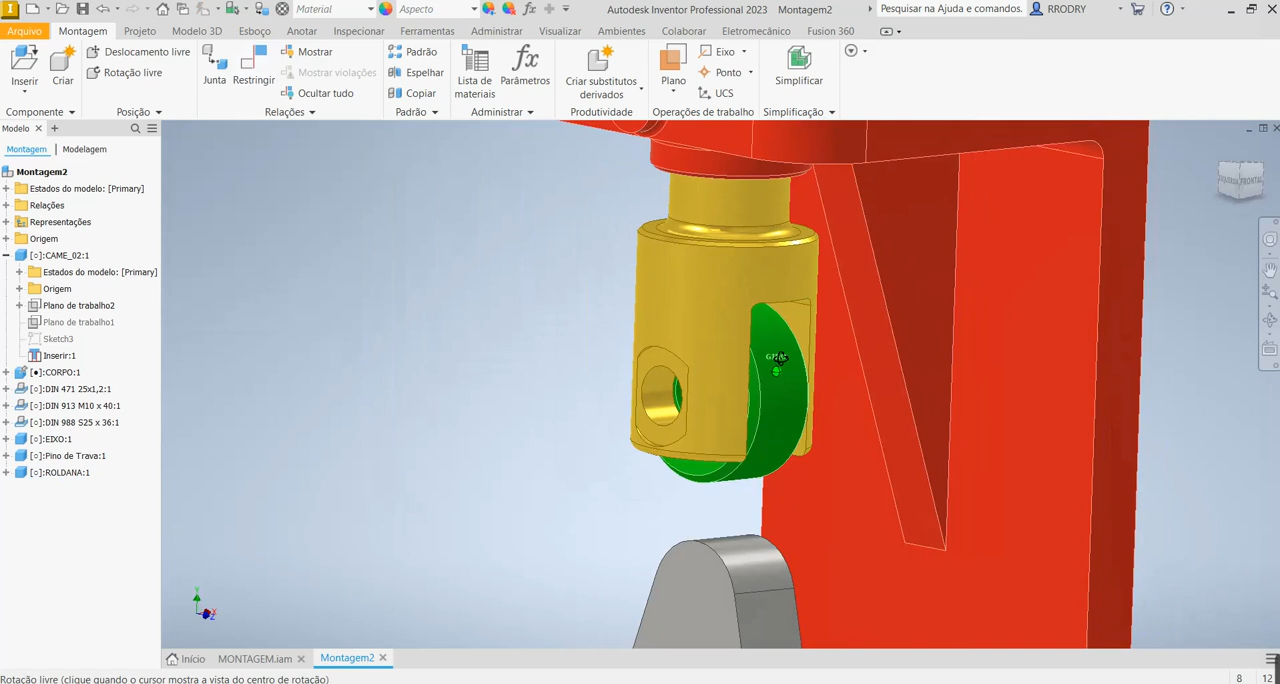 Material
Aspecto
Autodesk Inventor Professional 2023 Montagem2
Pesquisar na Ajuda e comandos.
RRODRY
Arquivo Montagem Projeto Modelo 3D Esboço Anotar Inspecionar Ferramentas Administrar Visualizar Ambientes Colaborar Eletromecânico Fusion 360
Inserir
Criar
Componente
Deslocamento livre
Rotação livre
Posição
Junta
Restringir
Mostrar
Mostrar violações
Ocultar tudo
Relações
Padrão
Espelhar
Copiar
Padrão
Lista de
materiais
Parâmetros
Administrar
Criar substitutos
derivados
Produtividade
Plano
Eixo
Ponto
UCS
Operações de trabalho
Simplificar
Simplificação
Modelo
Montagem Modelagem
Montagem2
Estados do modelo: [Primary]
Relações
Representações
Origem
[○]:CAME_02:1
Estados do modelo: [Primary]
Origem
Plano de trabalho2
Plano de trabalho1
Sketch3
Inserir:1
[●]:CORPO:1
[○]:DIN 471 25x1,2:1
[○]:DIN 913 M10 x 40:1
[○]:DIN 988 S25 x 36:1
[○]:EIXO:1
[○]:Pino de Trava:1
[○]:ROLDANA:1
FRONTAL
Y
X
Z
Início MONTAGEM.iam Montagem2
Rotação livre (clique quando o cursor mostra a vista do centro de rotação)
8 12